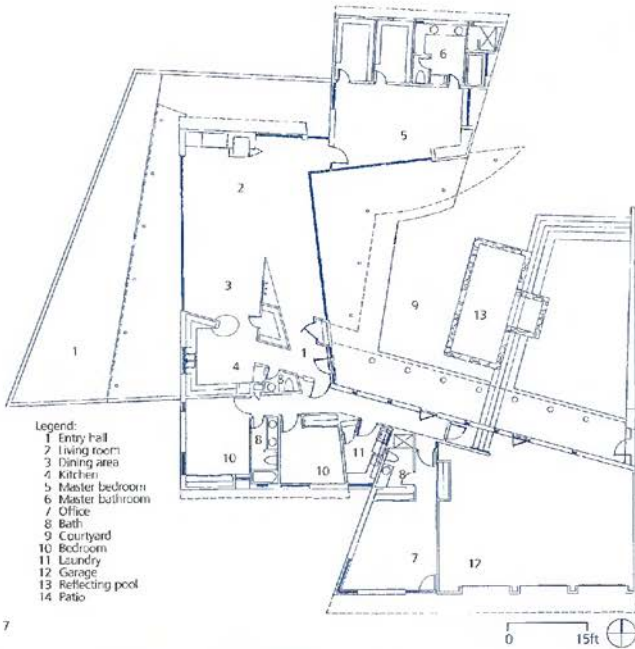 6
5
2
3
9
13
1
1
4
8
8
10
10
11
8
7
12
Legend:
1 Entry hall
2 Living room
3 Dining area
4 Kitchen
5 Master bedroom
6 Master bathroom
7 Office
8 Bath
9 Courtyard
10 Bedroom
11 Laundry
12 Garage
13 Reflecting pool
14 Patio
7
0 15ft